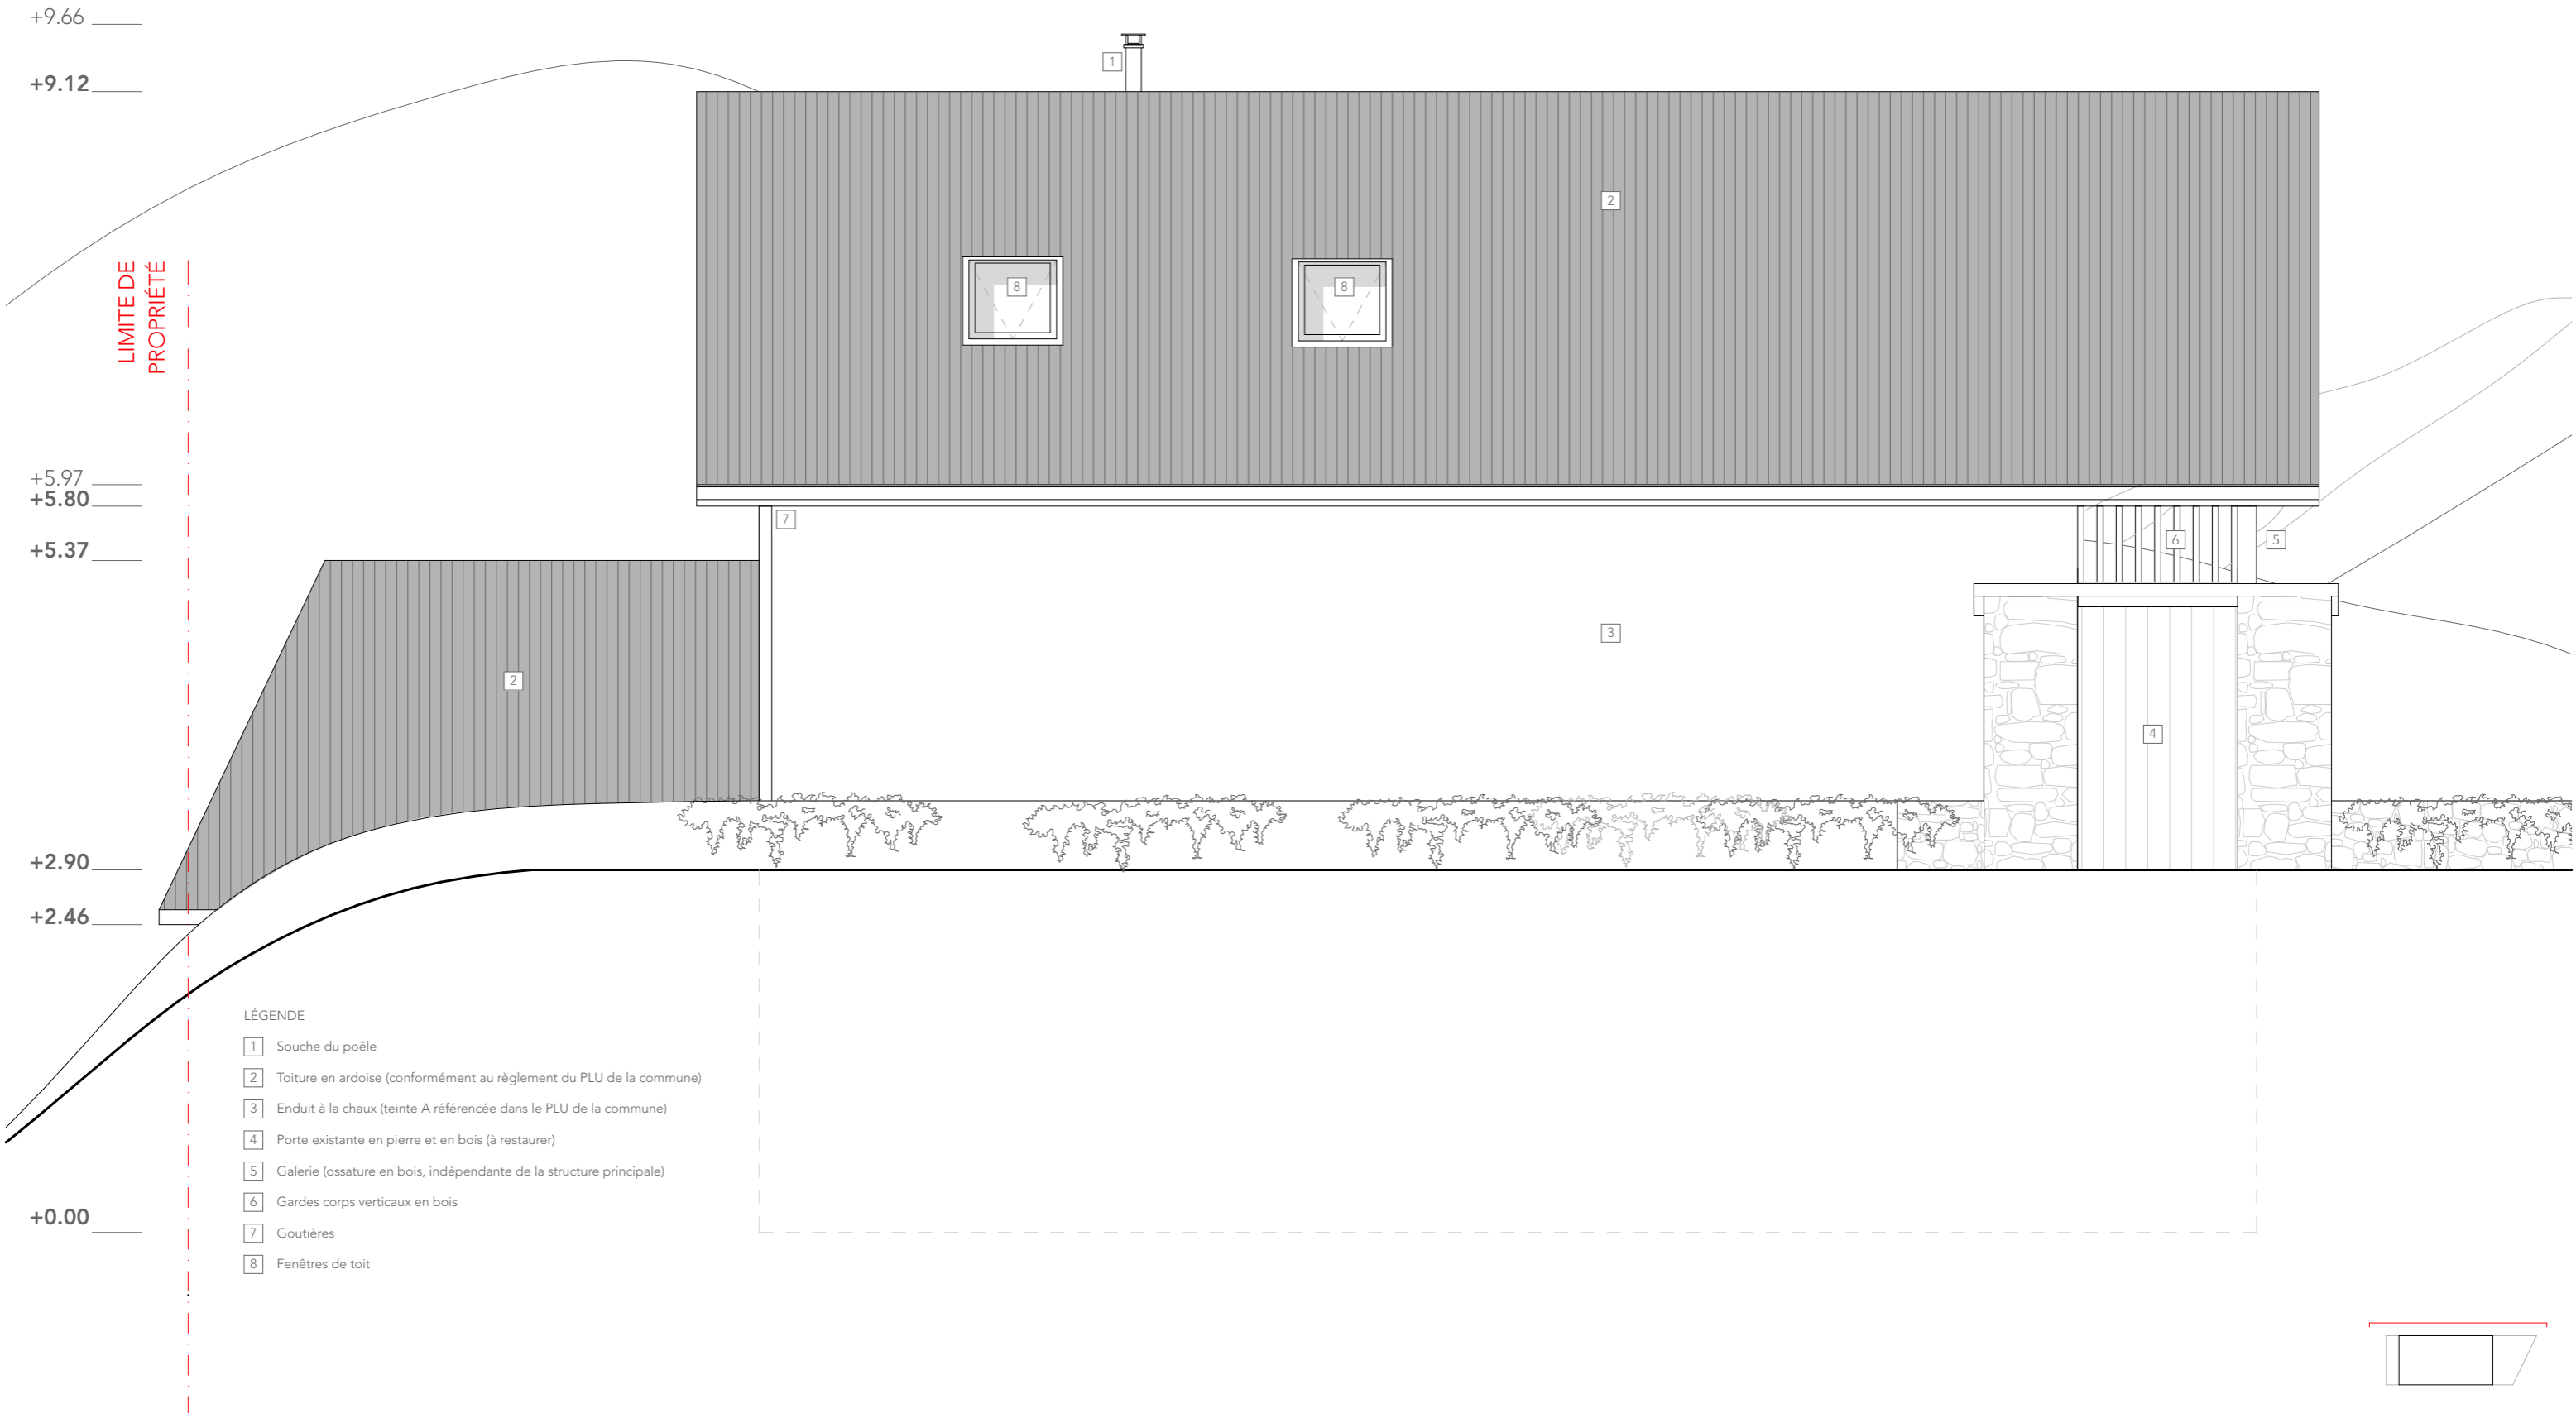 +9.66
1
+9.12
2
LIMITE DE
PROPRIÉTÉ
8
8
+5.97
+5.80
7
6
5
+5.37
3
2
4
+2.90
+2.46
LÉGENDE
1 Souche du poêle
2 Toiture en ardoise (conformément au règlement du PLU de la commune)
3 Enduit à la chaux (teinte A référencée dans le PLU de la commune)
4 Porte existante en pierre et en bois (à restaurer)
5 Galerie (ossature en bois, indépendante de la structure principale)
6 Gardes corps verticaux en bois
+0.00
7 Goutières
8 Fenêtres de toit